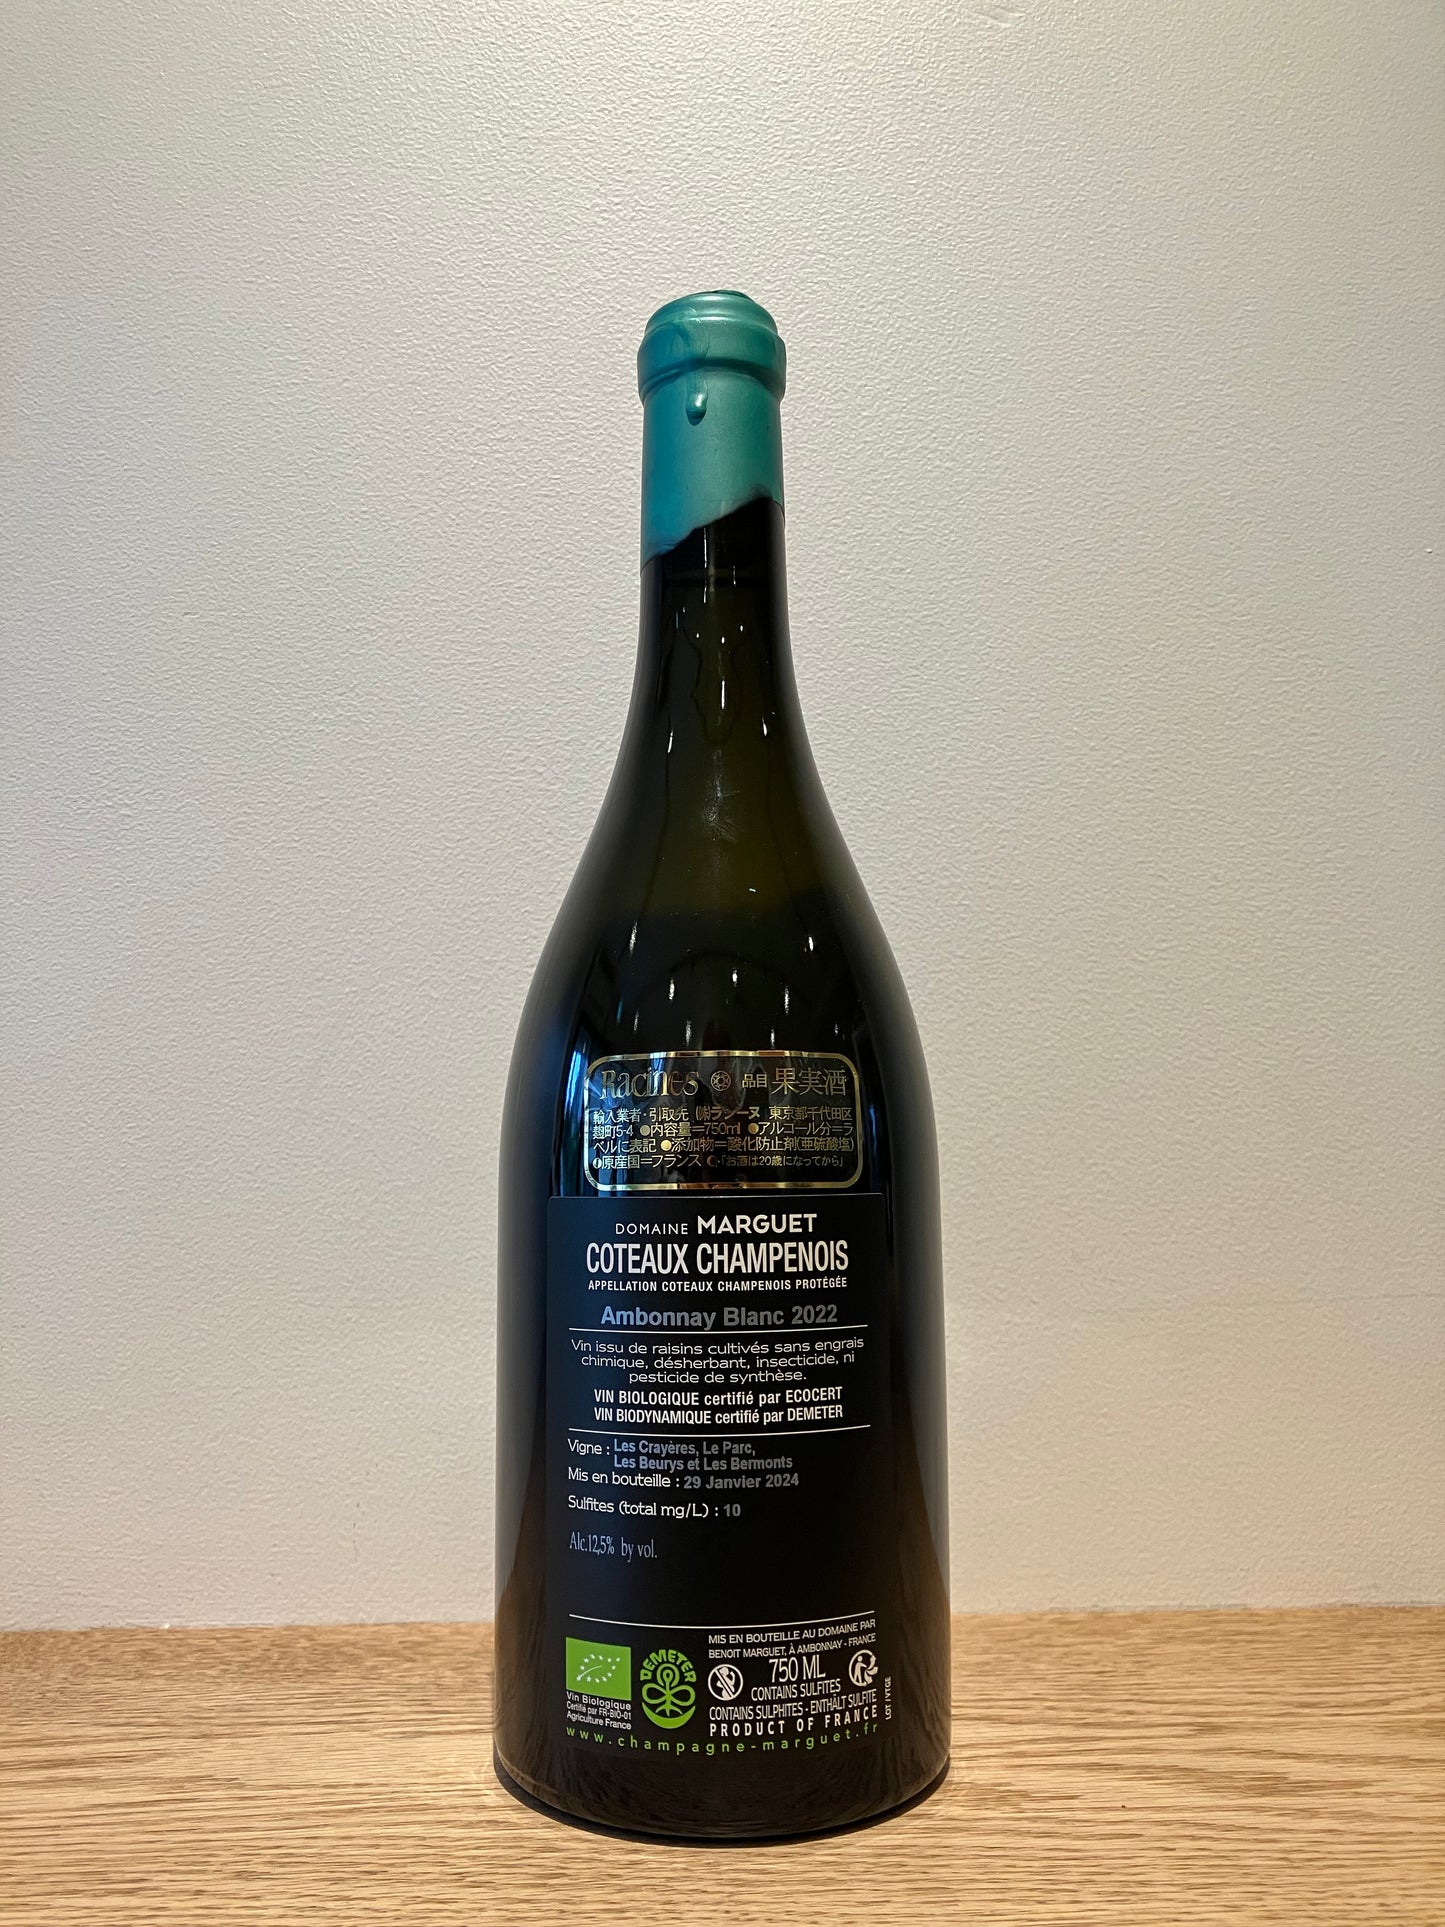 Racines 品目 果実酒
輸入業者・引取先 ㈱ラシーヌ 東京都千代田区
麹町5-4 ●内容量=750ml ●アルコール分=ラ
ベルに表記 ●添加物=酸化防止剤(亜硫酸塩)
●原産国=フランス ●「お酒は20歳になってから」
DOMAINE MARGUET
COTEAUX CHAMPENOIS
APPELLATION COTEAUX CHAMPENOIS PROTÉGÉE
Ambonnay Blanc 2022
Vin issu de raisins cultivés sans engrais
chimique, désherbant, insecticide, ni
pesticide de synthèse.
VIN BIOLOGIQUE certifié par ECOCERT
VIN BIODYNAMIQUE certifié par DEMETER
Vigne : Les Crayères, Le Parc,
Les Beurys et Les Bermonts
Mis en bouteille : 29 Janvier 2024
Sulfites (total mg/L) : 10
Alc.12,5% by vol.
MIS EN BOUTEILLE AU DOMAINE PAR
BENOIT MARGUET, À AMBONNAY - FRANCE
750 ML
CONTAINS SULFITES
CONTAINS SULPHITES - ENTHÄLT SULFITE
PRODUCT OF FRANCE
LOT /VTGE
DEMETER
Vin Biologique
Certifié par FR-BIO-01
Agriculture France
www.champagne-marguet.fr